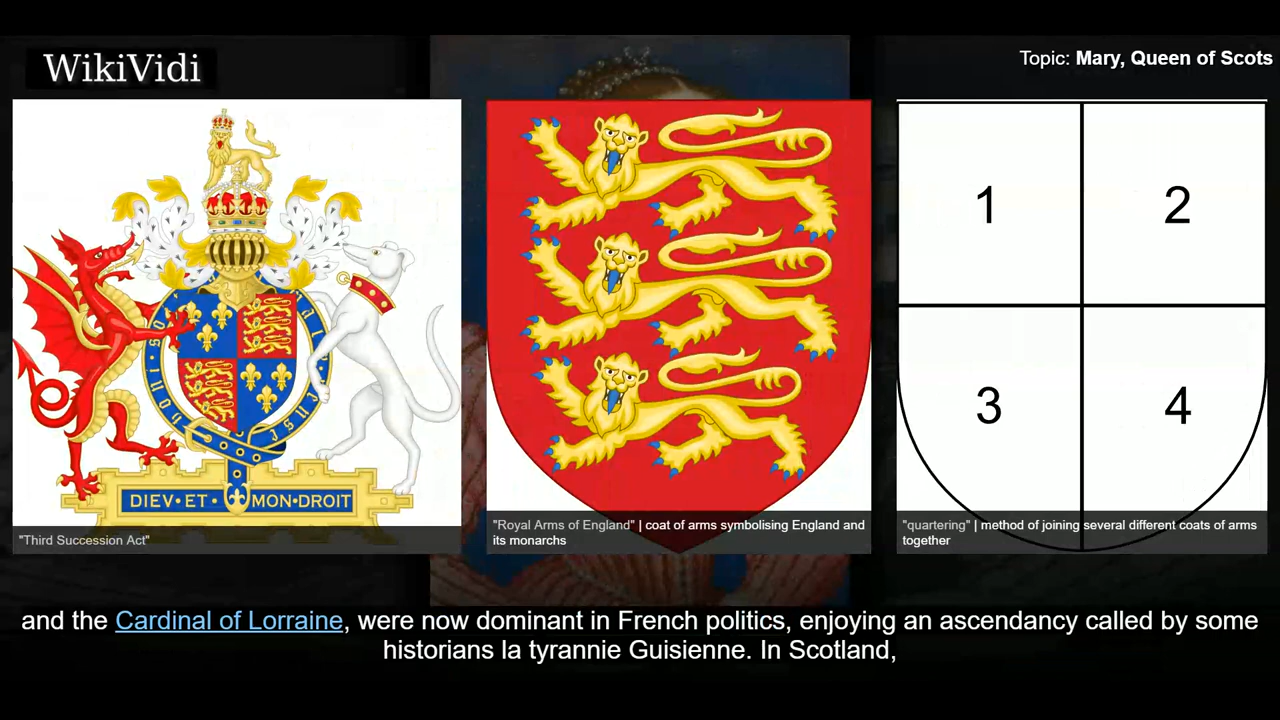 WikiVidi
Topic: Mary, Queen of Scots
DIEV·ET·MON·DROIT
"Third Succession Act"
"Royal Arms of England" | coat of arms symbolising England and
its monarchs
1 2
3 4
"quartering" | method of joining several different coats of arms
together
and the Cardinal of Lorraine, were now dominant in French politics, enjoying an ascendancy called by some
historians la tyrannie Guisienne. In Scotland,